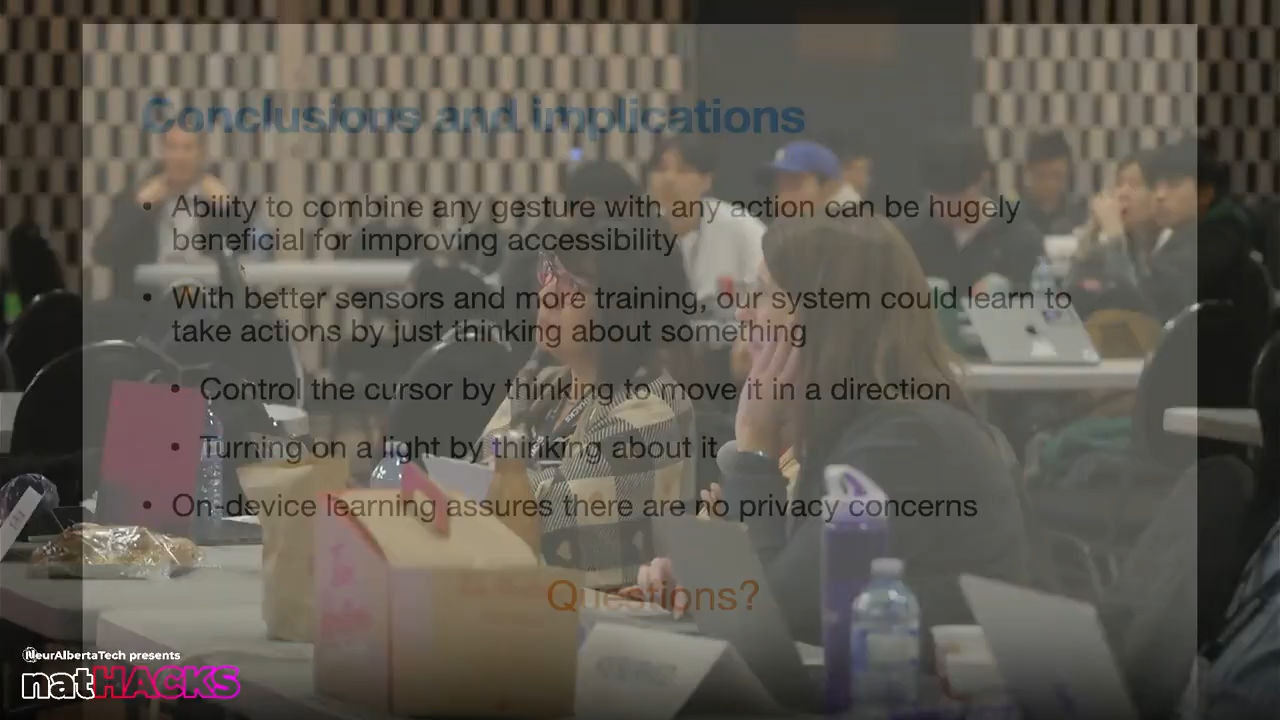 Conclusions and implications
• Ability to combine any gesture with any action can be hugely
beneficial for improving accessibility
• With better sensors and more training, our system could learn to
take actions by just thinking about something
• Control the cursor by thinking to move it in a direction
• Turning on a light by thinking about it
• On-device learning assures there are no privacy concerns
Questions?
NeurAlbertaTech presents
natHACKS